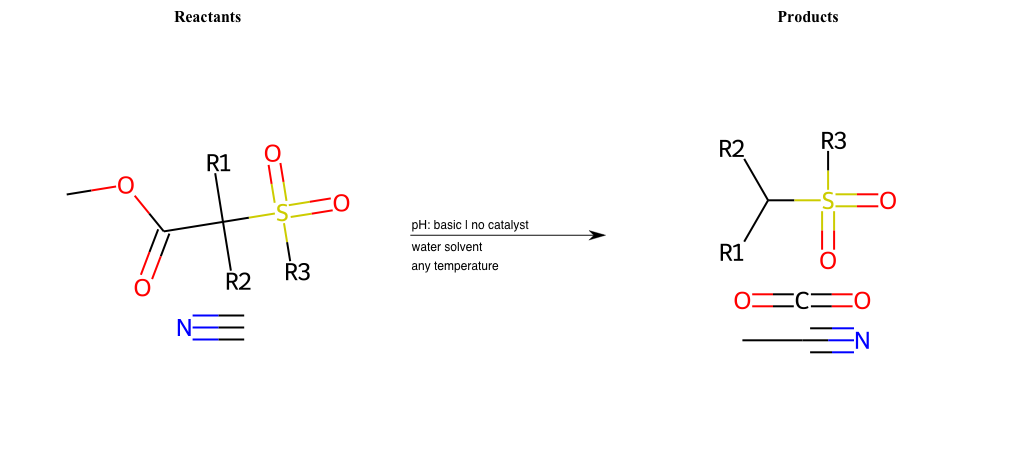 Reactants
Products
R1
O
O
O
S
O
R2
R3
N
pH: basic | no catalyst
water solvent
any temperature
R2
R3
S
O
R1
O
O
C
O
N